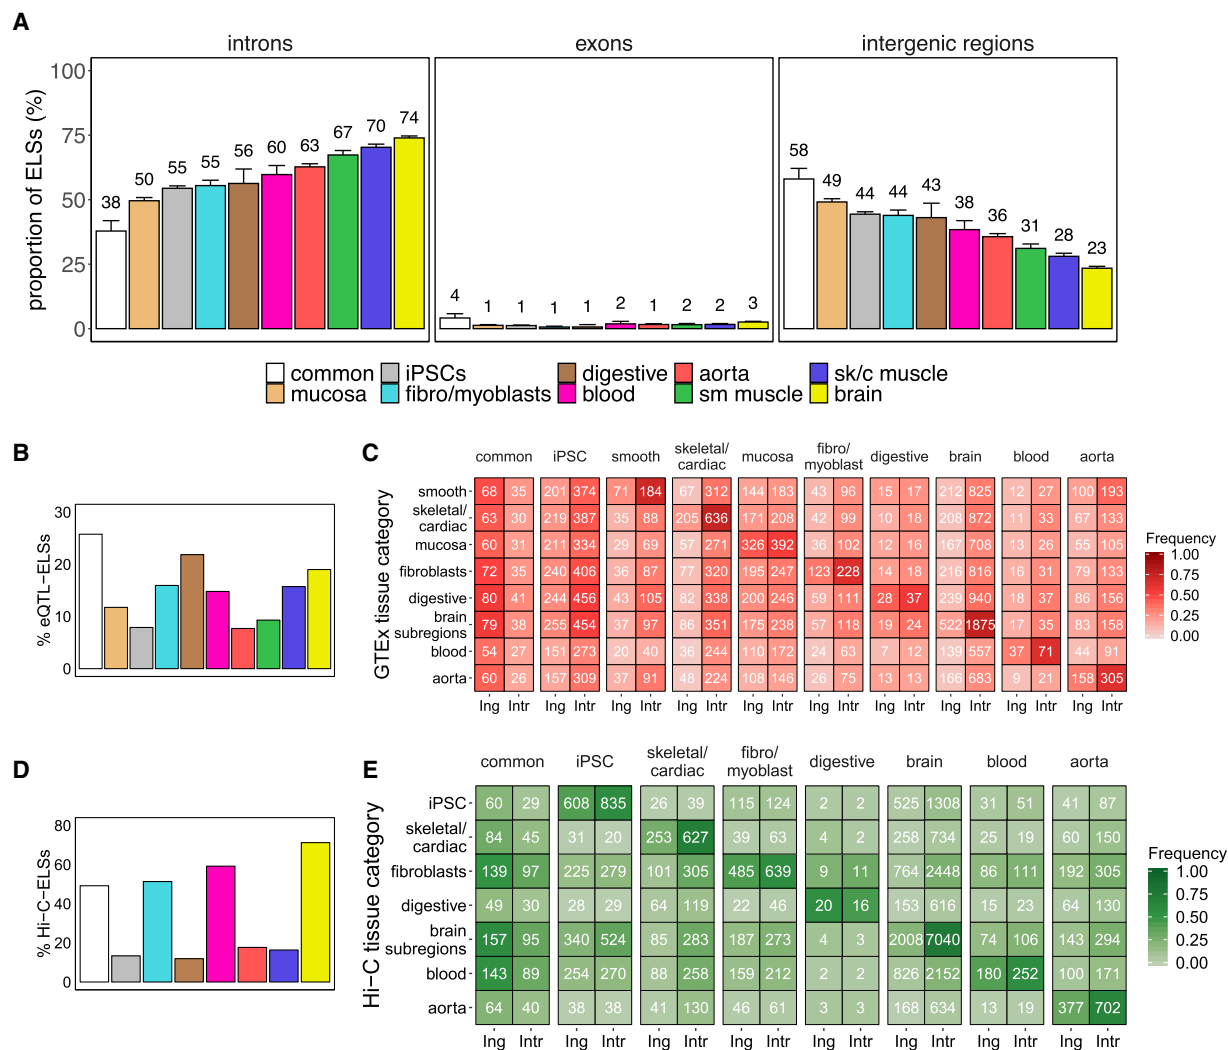 A
introns exons intergenic regions
proportion of ELSs (%)
100
75
50
25
0
38 50 55 55 56 60 63 67 70 74
4 1 1 1 1 2 1 2 2 3
58 49 44 44 43 38 36 31 28 23
common iPSCs digestive aorta sk/c muscle
mucosa fibro/myoblasts blood sm muscle brain
B
% eQTL−ELSs
30
20
10
0
C
common iPSC smooth skeletal/ cardiac mucosa fibro/ myoblast digestive brain blood aorta
GTEx tissue category
smooth 68 35 201 374 71 184 67 312 144 183 43 96 15 17 212 825 12 27 100 193
skeletal/ cardiac 63 30 219 387 35 88 205 636 171 208 42 99 10 18 208 872 11 33 67 133
mucosa 60 31 211 334 29 69 57 271 326 392 36 102 12 16 167 708 13 26 55 105
fibroblasts 72 35 240 406 36 87 77 320 195 247 123 228 14 18 216 816 16 31 79 133
digestive 80 41 244 456 43 105 82 338 200 246 59 111 28 37 239 940 18 37 86 156
brain subregions 79 38 255 454 37 97 86 351 175 238 57 118 19 24 522 1875 17 35 83 158
blood 54 27 151 273 20 40 36 244 110 172 24 63 7 12 139 557 37 71 44 91
aorta 60 26 157 309 37 91 48 224 108 146 26 75 13 13 166 683 9 21 158 305
Ing Intr Ing Intr Ing Intr Ing Intr Ing Intr Ing Intr Ing Intr Ing Intr Ing Intr Ing Intr
Frequency
1.00
0.75
0.50
0.25
0.00
D
% Hi−C−ELSs
80
60
40
20
0
E
common iPSC skeletal/ cardiac fibro/ myoblast digestive brain blood aorta
Hi−C tissue category
iPSC 60 29 608 835 26 39 115 124 2 2 525 1308 31 51 41 87
skeletal/ cardiac 84 45 31 20 253 627 39 63 4 2 258 734 25 19 60 150
fibroblasts 139 97 225 279 101 305 485 639 9 11 764 2448 86 111 192 305
digestive 49 30 28 29 64 119 22 46 20 16 153 616 15 23 64 130
brain subregions 157 95 340 524 85 283 187 273 4 3 2008 7040 74 106 143 294
blood 143 89 254 270 88 258 159 212 2 2 826 2152 180 252 100 171
aorta 64 40 38 38 41 130 46 61 3 3 168 634 13 19 377 702
Ing Intr Ing Intr Ing Intr Ing Intr Ing Intr Ing Intr Ing Intr Ing Intr
Frequency
1.00
0.75
0.50
0.25
0.00